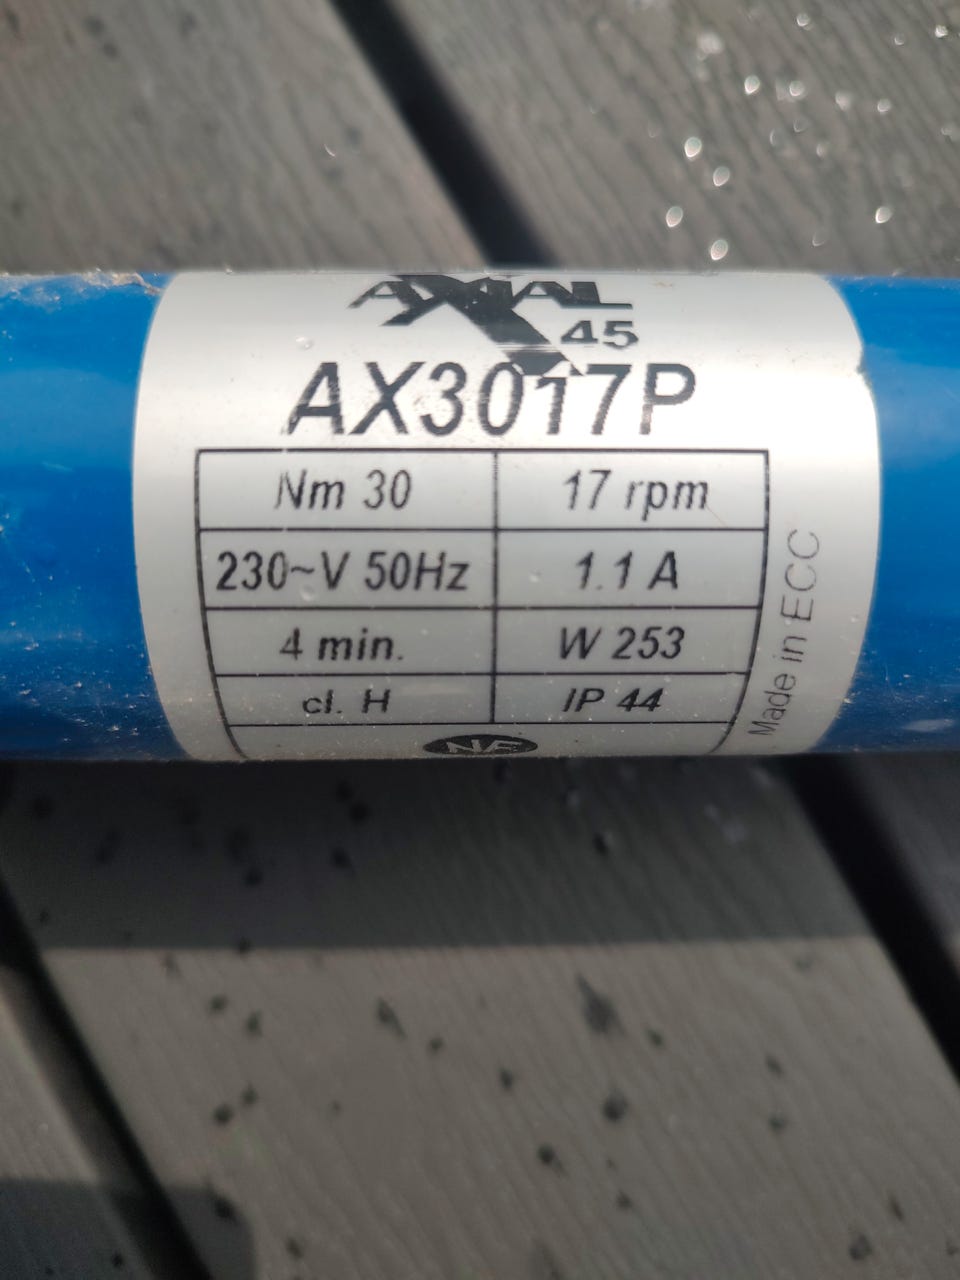 AXIAL
45
AX3017P
Nm 30 17 rpm
230~V 50Hz 1.1 A
4 min. W 253
cl. H IP 44
NF
Made in ECC